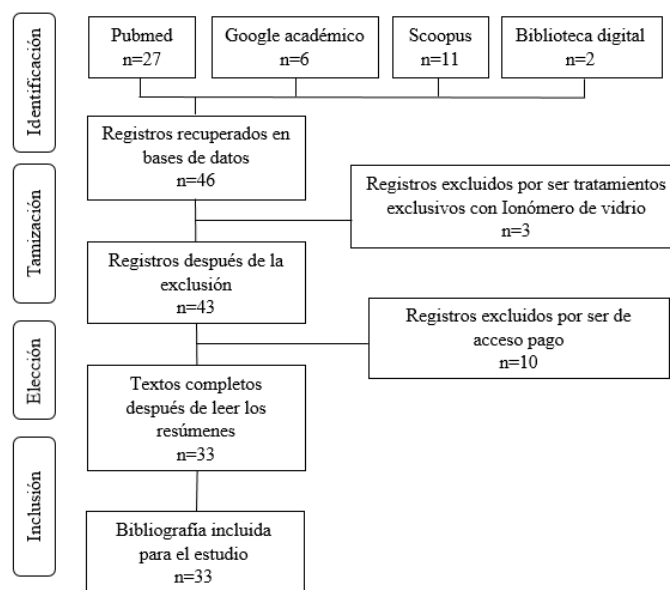 Identificación
Pubmed
n=27
Google académico
n=6
Scoopus
n=11
Biblioteca digital
n=2
Registros recuperados en
bases de datos
n=46
Tamización
Registros excluidos por ser tratamientos
exclusivos con Ionómero de vidrio
n=3
Registros después de la
exclusión
n=43
Elección
Registros excluidos por ser de
acceso pago
n=10
Textos completos
después de leer los
resúmenes
n=33
Inclusión
Bibliografía incluida
para el estudio
n=33